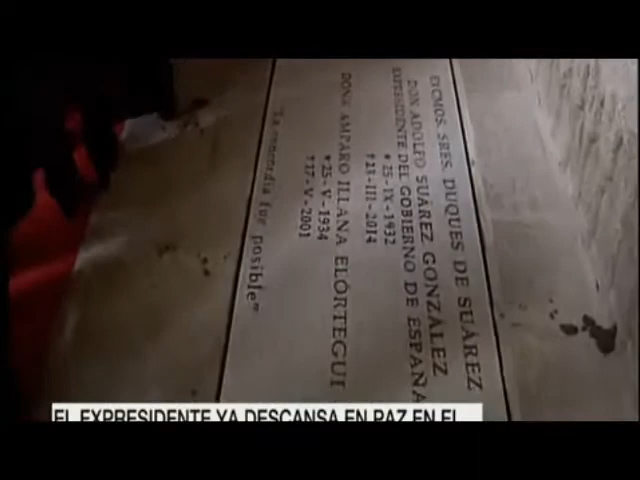 EXCMOS. SRES. DUQUES DE SUÁREZ
DON ADOLFO SUÁREZ GONZÁLEZ
EXPRESIDENTE DEL GOBIERNO DE ESPAÑA
*25-IX-1932
†23-III-2014
DOÑA AMPARO ILLANA ELÓRTEGUI
*25-V-1934
†17-V-2001
"La concordia fue posible"
EL EXPRESIDENTE YA DESCANSA EN PAZ EN EL